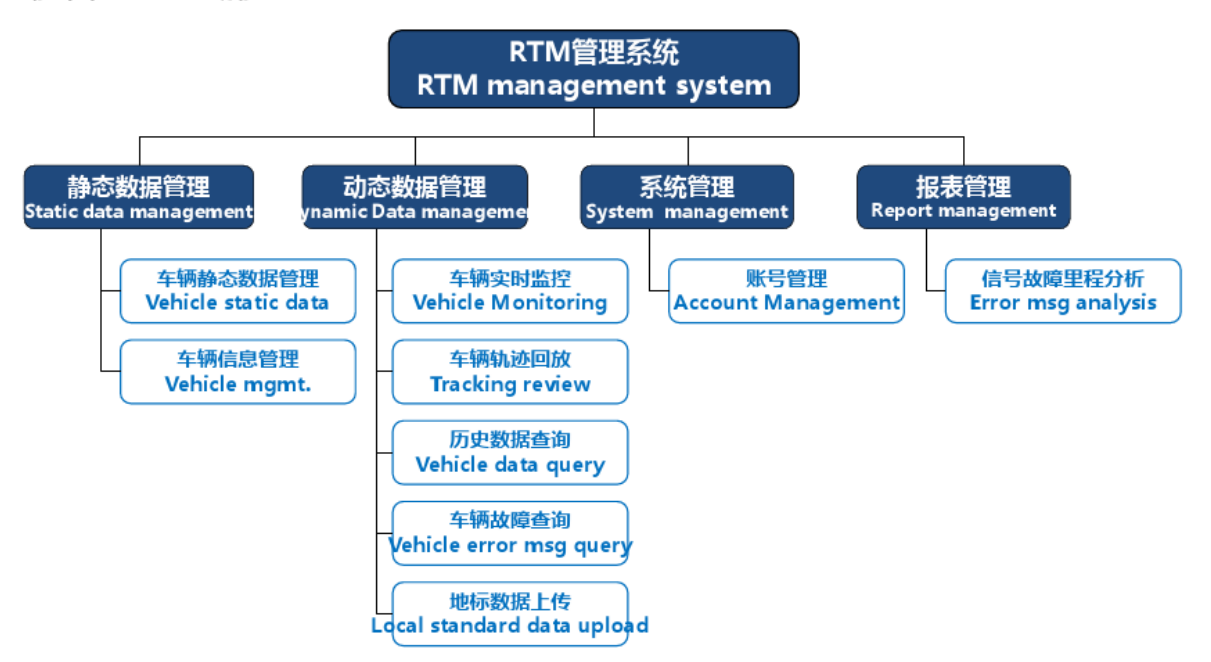 RTM管理系统
RTM management system
静态数据管理
Static data management
动态数据管理
ynamic Data manageme
系统管理
System management
报表管理
Report management
车辆静态数据管理
Vehicle static data
车辆信息管理
Vehicle mgmt.
车辆实时监控
Vehicle Monitoring
车辆轨迹回放
Tracking review
历史数据查询
Vehicle data query
车辆故障查询
Vehicle error msg query
地标数据上传
Local standard data upload
账号管理
Account Management
信号故障里程分析
Error msg analysis